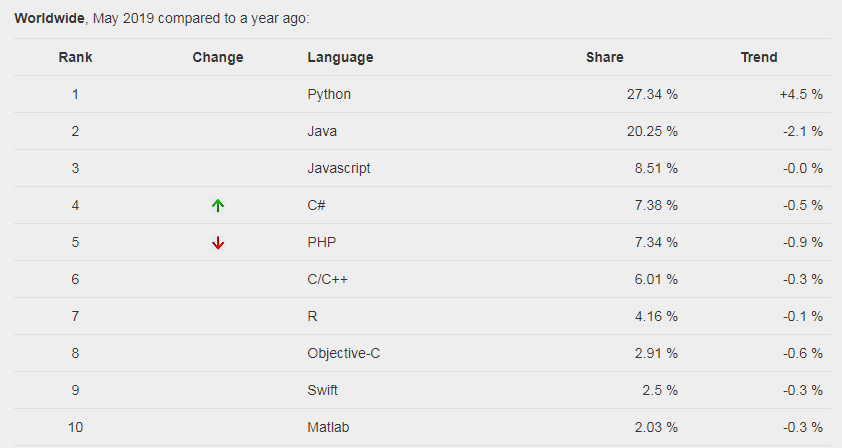 Worldwide, May 2019 compared to a year ago:
Rank Change Language Share Trend
1 Python 27.34 % +4.5 %
2 Java 20.25 % -2.1 %
3 Javascript 8.51 % -0.0 %
4 C# 7.38 % -0.5 %
5 PHP 7.34 % -0.9 %
6 C/C++ 6.01 % -0.3 %
7 R 4.16 % -0.1 %
8 Objective-C 2.91 % -0.6 %
9 Swift 2.5 % -0.3 %
10 Matlab 2.03 % -0.3 %